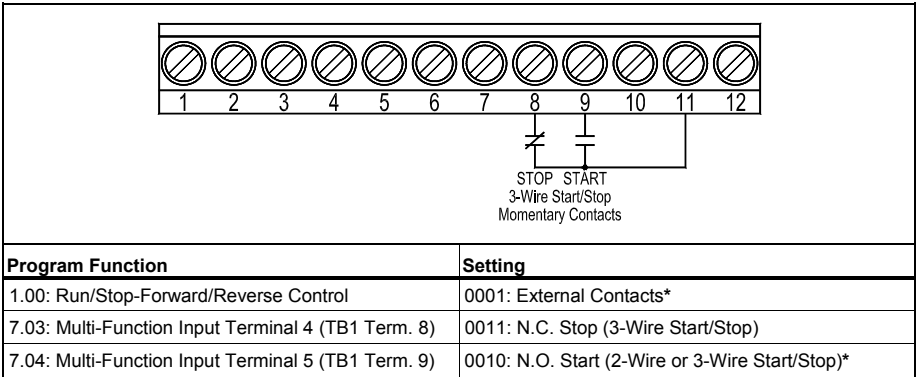 1 2 3 4 5 6 7 8 9 10 11 12
STOP START
3-Wire Start/Stop
Momentary Contacts
Program Function Setting
1.00: Run/Stop-Forward/Reverse Control 0001: External Contacts*
7.03: Multi-Function Input Terminal 4 (TB1 Term. 8) 0011: N.C. Stop (3-Wire Start/Stop)
7.04: Multi-Function Input Terminal 5 (TB1 Term. 9) 0010: N.O. Start (2-Wire or 3-Wire Start/Stop)*